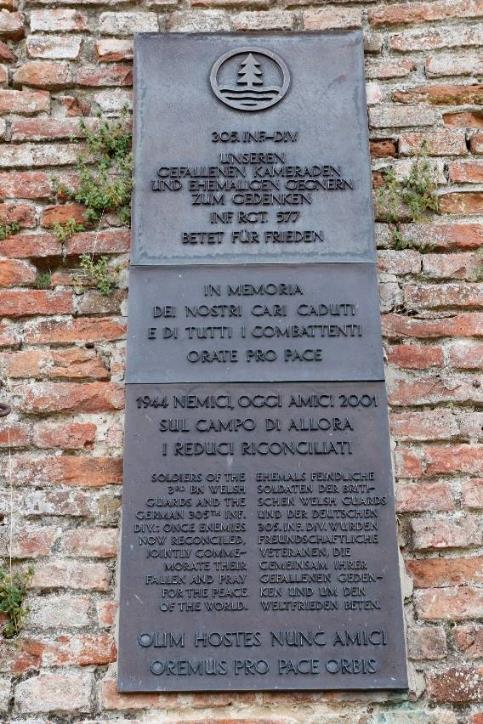 305. INF-DIV.
UNSEREN
GEFALLENEN KAMERADEN
UND EHEMALIGEN GEGNERN
ZUM GEDENKEN
INF RGT. 577
BETET FÜR FRIEDEN
IN MEMORIA
DEI NOSTRI CARI CADUTI
E DI TUTTI I COMBATTENTI
ORATE PRO PACE
1944 NEMICI, OGGI AMICI 2001
SUL CAMPO DI ALLORA
I REDUCI RICONCILIATI
SOLDIERS OF THE
3RD BN WELSH
GUARDS AND THE
GERMAN 305TH INF.
DIV.: ONCE ENEMIES
NOW RECONCILED,
JOINTLY COMME-
MORATE THEIR
FALLEN AND PRAY
FOR THE PEACE
OF THE WORLD.
EHEMALS FEINDLICHE
SOLDATEN DER BRITI-
SCHEN WELSH GUARDS
UND DER DEUTSCHEN
305. INF. DIV. WURDEN
FREUNDSCHAFTLICHE
VETERANEN, DIE
GEMEINSAM IHRER
GEFALLENEN GEDEN-
KEN UND UM DEN
WELTFRIEDEN BETEN.
OLIM HOSTES NUNC AMICI
OREMUS PRO PACE ORBIS